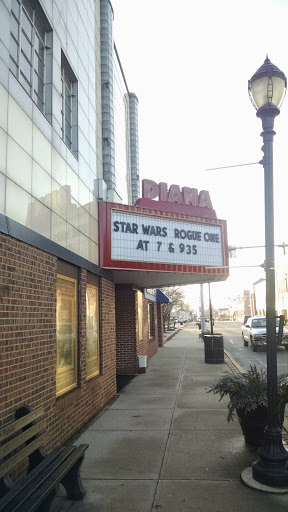 DIANA
STAR WARS ROGUE ONE
AT 7 & 935